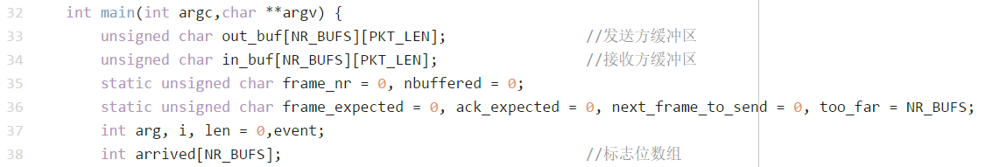 32 int main(int argc,char **argv) {
33 unsigned char out_buf[NR_BUFS][PKT_LEN]; //发送方缓冲区
34 unsigned char in_buf[NR_BUFS][PKT_LEN]; //接收方缓冲区
35 static unsigned char frame_nr = 0, nbuffered = 0;
36 static unsigned char frame_expected = 0, ack_expected = 0, next_frame_to_send = 0, too_far = NR_BUFS;
37 int arg, i, len = 0,event;
38 int arrived[NR_BUFS]; //标志位数组